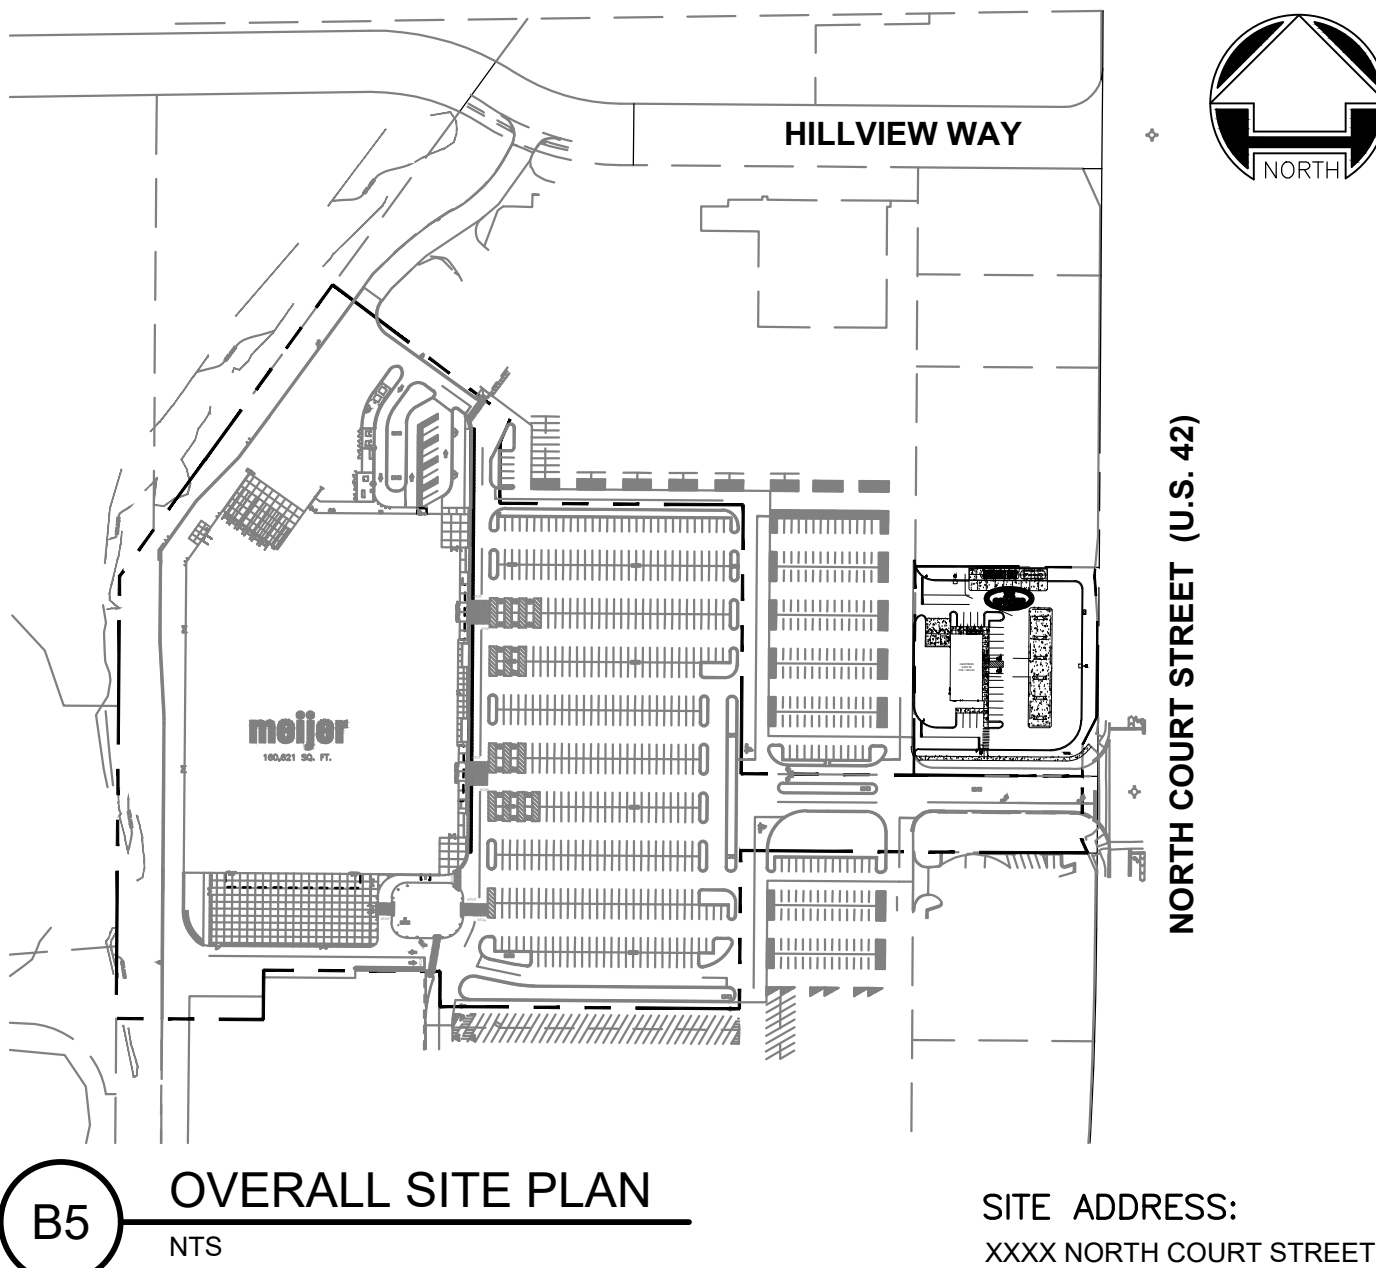 HILLVIEW WAY
NORTH
NORTH COURT STREET (U.S. 42)
meijer
160,621 SQ. FT.
B5
OVERALL SITE PLAN
NTS
SITE ADDRESS:
XXXX NORTH COURT STREET